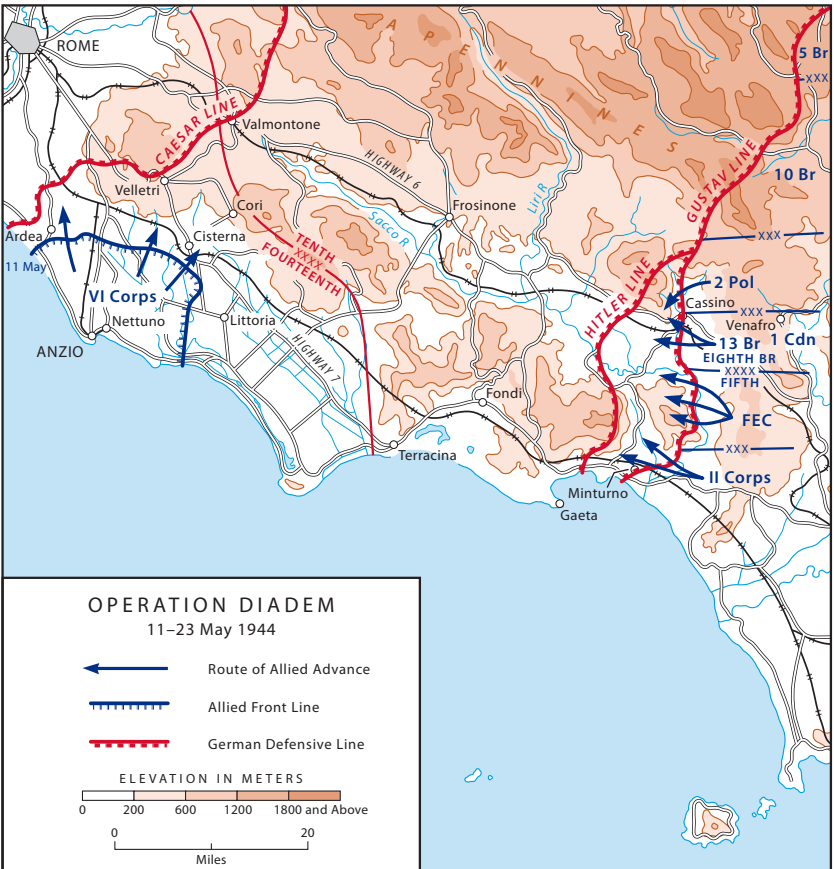 ROME
APENNINES
5 Br
XXX
CAESAR LINE
Valmontone
HIGHWAY 6
GUSTAV LINE
10 Br
Velletri
Cori
Sacco R
Liri R
Frosinone
Ardea
11 May
Cisterna
TENTH
XXXX
FOURTEENTH
XXX
VI Corps
HITLER LINE
2 Pol
Cassino
XXX
Venafro
Nettuno
Littoria
ANZIO
HIGHWAY 7
13 Br
1 Cdn
EIGHTH BR
XXXX
FIFTH
Fondi
FEC
Terracina
XXX
II Corps
Minturno
Gaeta
OPERATION DIADEM
11–23 May 1944
Route of Allied Advance
Allied Front Line
German Defensive Line
ELEVATION IN METERS
0 200 600 1200 1800 and Above
0 20
Miles